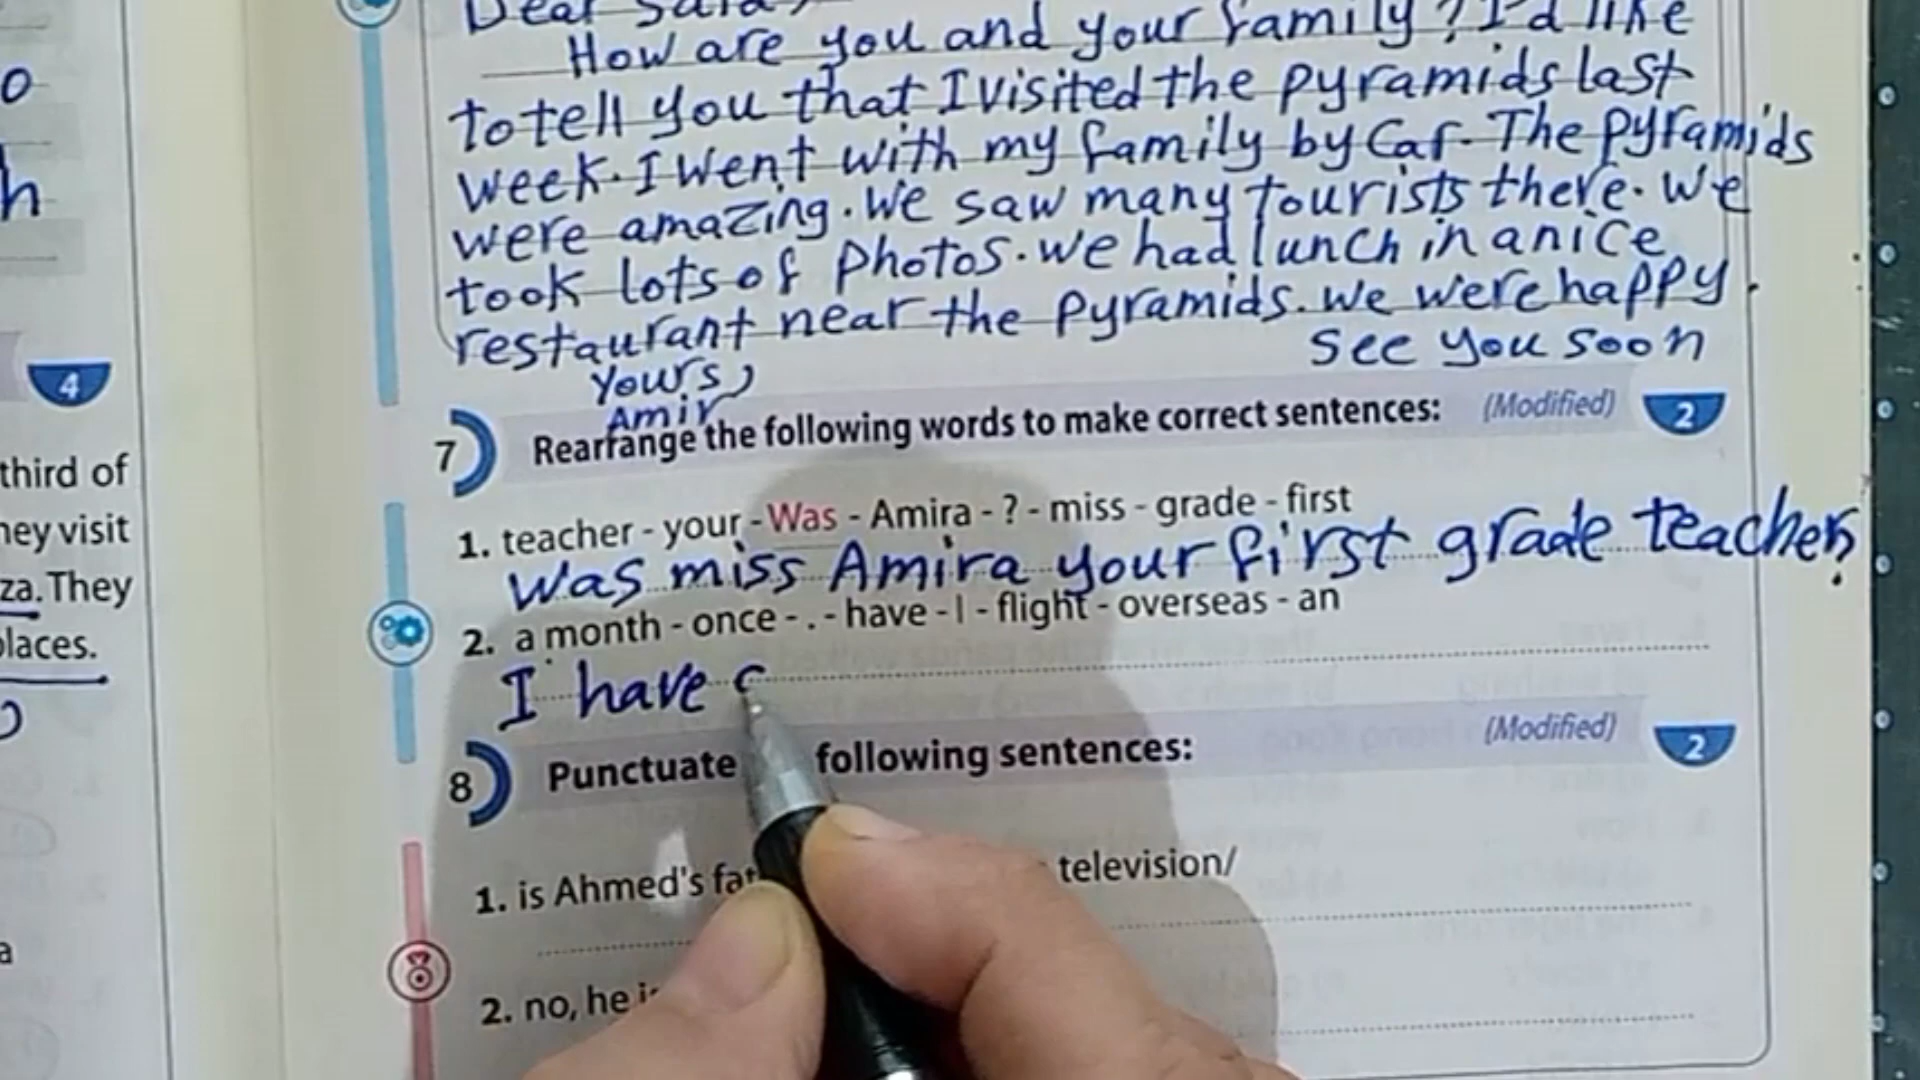 o
h
4
third of
hey visit
za. They
places.
a
Dear Said,
How are you and your family? I'd like
to tell you that I visited the pyramids last
week. I went with my family by car. The pyramids
were amazing. We saw many tourists there. We
took lots of photos. We had lunch in a nice
restaurant near the pyramids. We were happy.
See you soon
Yours,
Amir
7 Rearrange the following words to make correct sentences: (Modified) 2
1. teacher - your - Was - Amira - ? - miss - grade - first
Was miss Amira your first grade teacher?
2. a month - once - . - have - I - flight - overseas - an
I have
8 Punctuate following sentences: (Modified) 2
1. is Ahmed's television/
2. no, he